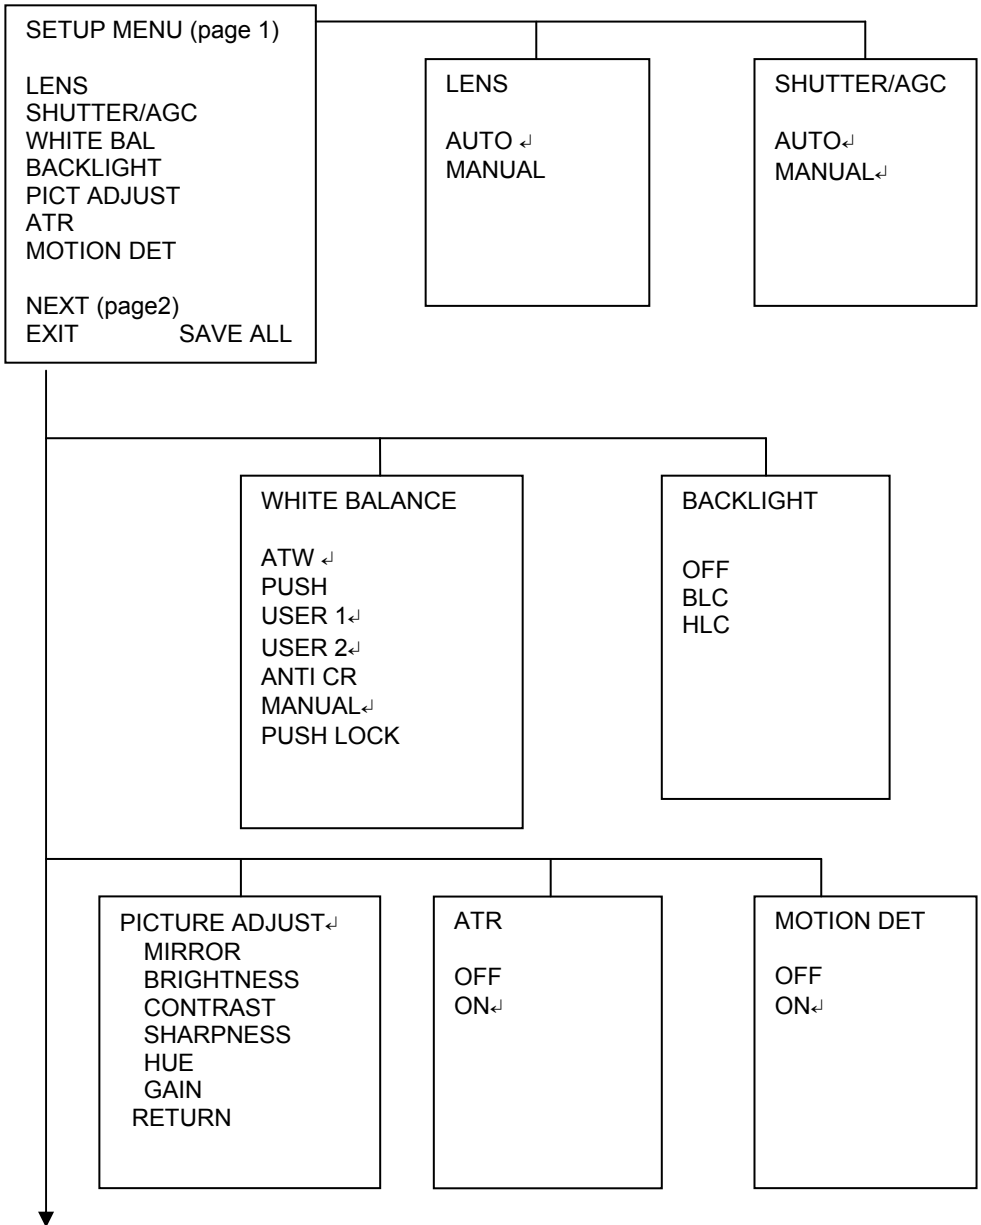 SETUP MENU (page 1)
LENS
SHUTTER/AGC
WHITE BAL
BACKLIGHT
PICT ADJUST
ATR
MOTION DET
NEXT (page2)
EXIT SAVE ALL
LENS
AUTO ↵
MANUAL
SHUTTER/AGC
AUTO↵
MANUAL↵
WHITE BALANCE
ATW ↵
PUSH
USER 1↵
USER 2↵
ANTI CR
MANUAL↵
PUSH LOCK
BACKLIGHT
OFF
BLC
HLC
PICTURE ADJUST↵
MIRROR
BRIGHTNESS
CONTRAST
SHARPNESS
HUE
GAIN
RETURN
ATR
OFF
ON↵
MOTION DET
OFF
ON↵